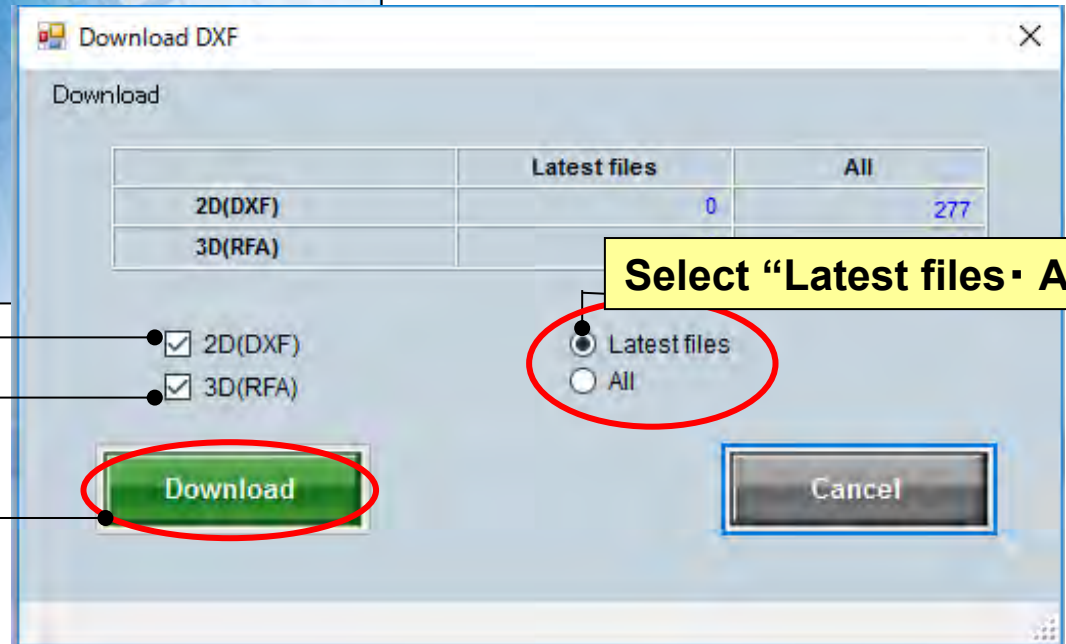 Download DXF
Download
Latest files All
2D(DXF) 0 277
3D(RFA)
Select “Latest files・ A
2D(DXF) Latest files
3D(RFA) All
Download Cancel